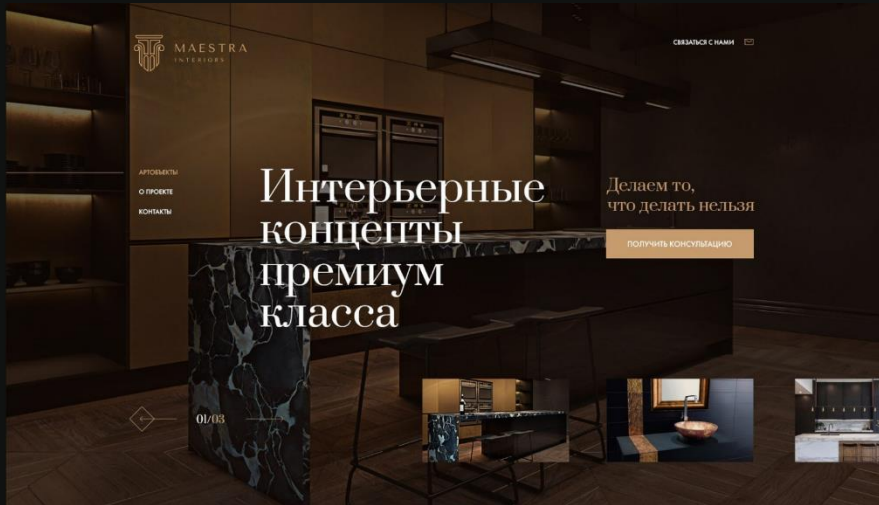 MAESTRA
INTERIORS
СВЯЗАТЬСЯ С НАМИ
АРТОБЪЕКТЫ
О ПРОЕКТЕ
КОНТАКТЫ
Интерьерные
концепты
премиум
класса
Делаем то,
что делать нельзя
ПОЛУЧИТЬ КОНСУЛЬТАЦИЮ
01/03